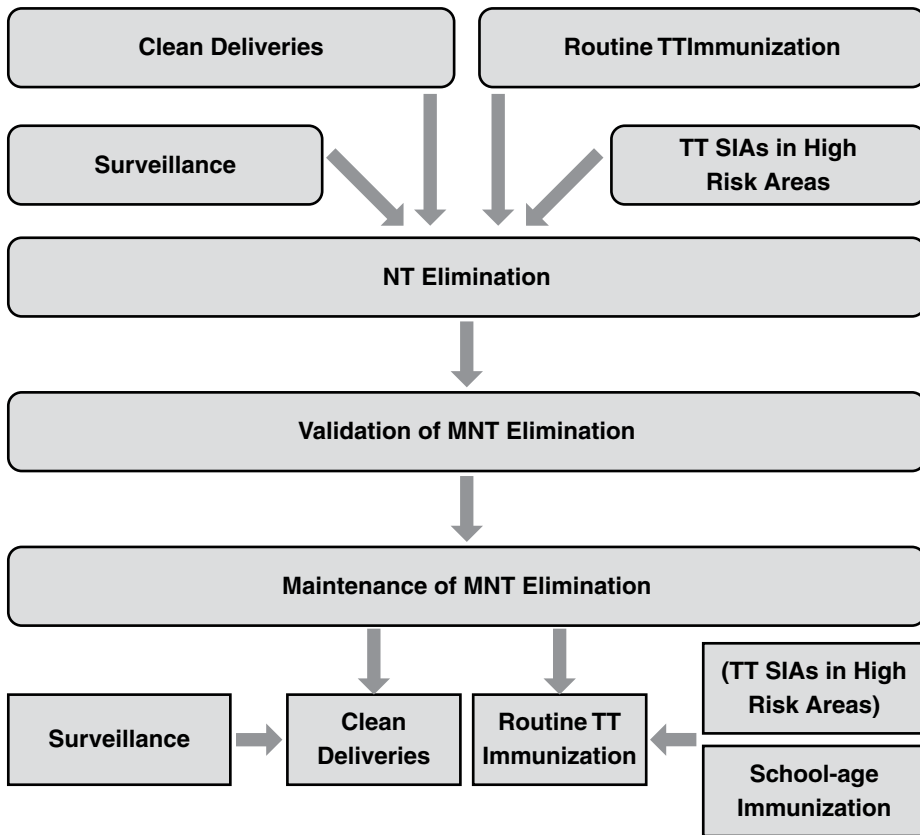 Clean Deliveries
Routine TTImmunization
Surveillance
TT SIAs in High
Risk Areas
NT Elimination
Validation of MNT Elimination
Maintenance of MNT Elimination
Surveillance
Clean
Deliveries
Routine TT
Immunization
(TT SIAs in High
Risk Areas)
School-age
Immunization